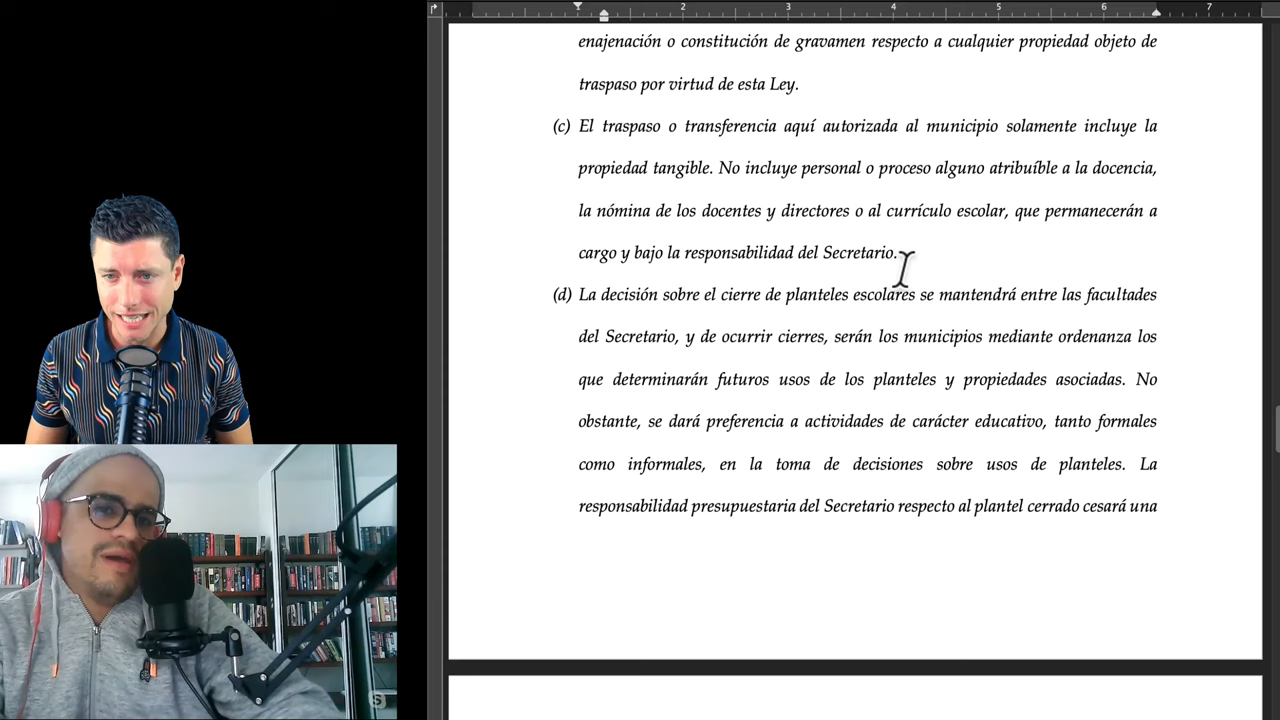 2 3 4 5 6 7
enajenación o constitución de gravamen respecto a cualquier propiedad objeto de
traspaso por virtud de esta Ley.
(c) El traspaso o transferencia aquí autorizada al municipio solamente incluye la
propiedad tangible. No incluye personal o proceso alguno atribuíble a la docencia,
la nómina de los docentes y directores o al currículo escolar, que permanecerán a
cargo y bajo la responsabilidad del Secretario.
(d) La decisión sobre el cierre de planteles escolares se mantendrá entre las facultades
del Secretario, y de ocurrir cierres, serán los municipios mediante ordenanza los
que determinarán futuros usos de los planteles y propiedades asociadas. No
obstante, se dará preferencia a actividades de carácter educativo, tanto formales
como informales, en la toma de decisiones sobre usos de planteles. La
responsabilidad presupuestaria del Secretario respecto al plantel cerrado cesará una